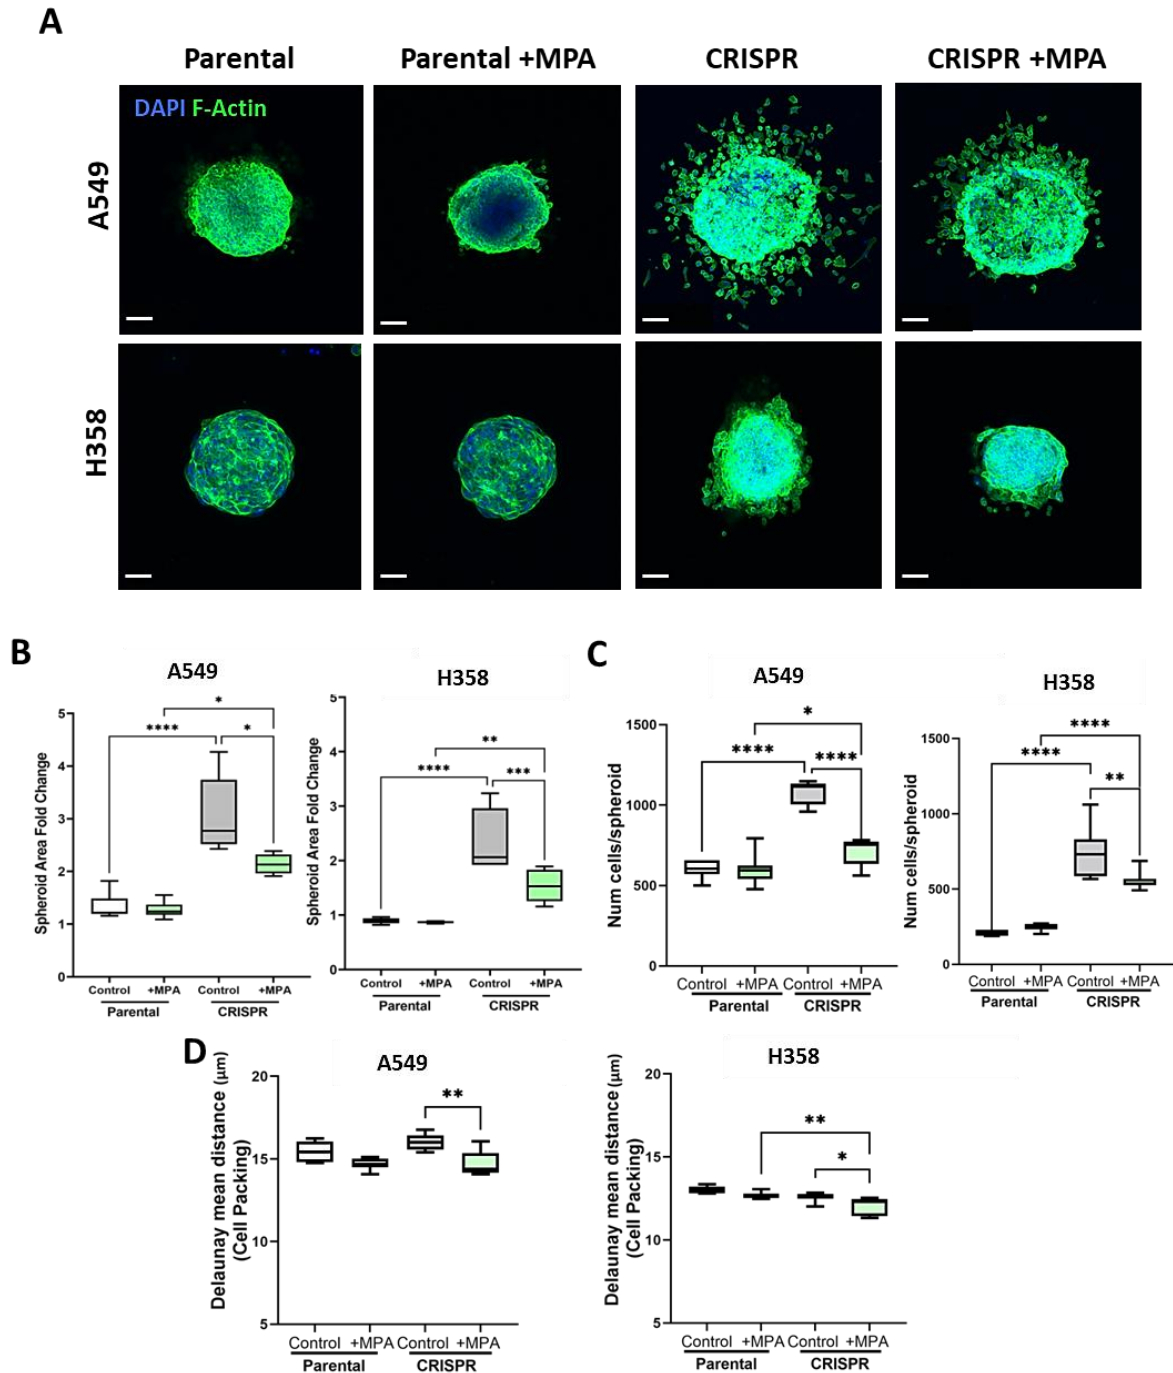 A
Parental
Parental +MPA
CRISPR
CRISPR +MPA
DAPI F-Actin
A549
H358
B
A549
Spheroid Area Fold Change
5
4
3
2
1
0
****
*
*
Control +MPA Control +MPA
Parental CRISPR
H358
Spheroid Area Fold Change
5
4
3
2
1
0
****
**
***
Control +MPA Control +MPA
Parental CRISPR
C
A549
Num cells/spheroid
1500
1000
500
0
****
*
****
Control +MPA Control +MPA
Parental CRISPR
H358
Num cells/spheroid
1500
1000
500
0
****
****
**
Control +MPA Control +MPA
Parental CRISPR
D
A549
Delaunay mean distance (μm)
(Cell Packing)
20
15
10
5
**
Control +MPA Control +MPA
Parental CRISPR
H358
Delaunay mean distance (μm)
(Cell Packing)
20
15
10
5
**
*
Control +MPA Control +MPA
Parental CRISPR